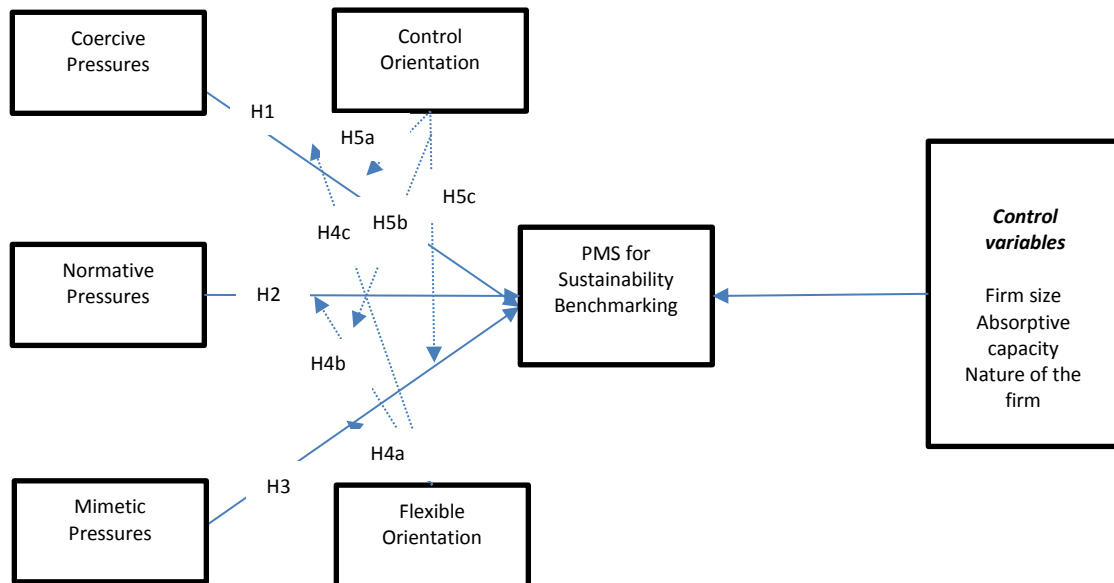 Coercive
Pressures
Control
Orientation
H1
H5a
H5c
H5b
H4c
Normative
Pressures
H2
PMS for
Sustainability
Benchmarking
Control
variables
Firm size
Absorptive
capacity
Nature of the
firm
H4b
H4a
H3
Mimetic
Pressures
Flexible
Orientation